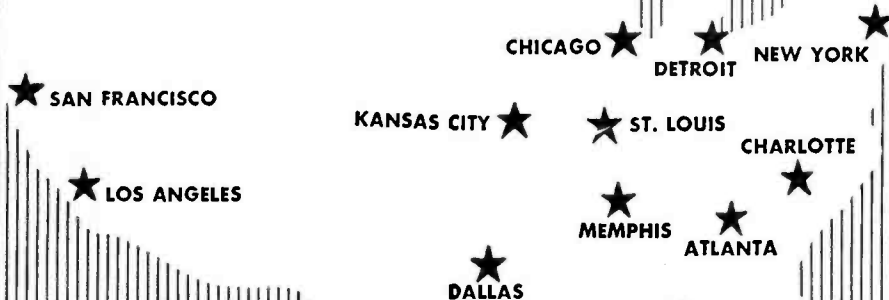 CHICAGO
DETROIT
NEW YORK
SAN FRANCISCO
KANSAS CITY
ST. LOUIS
CHARLOTTE
LOS ANGELES
MEMPHIS
ATLANTA
DALLAS